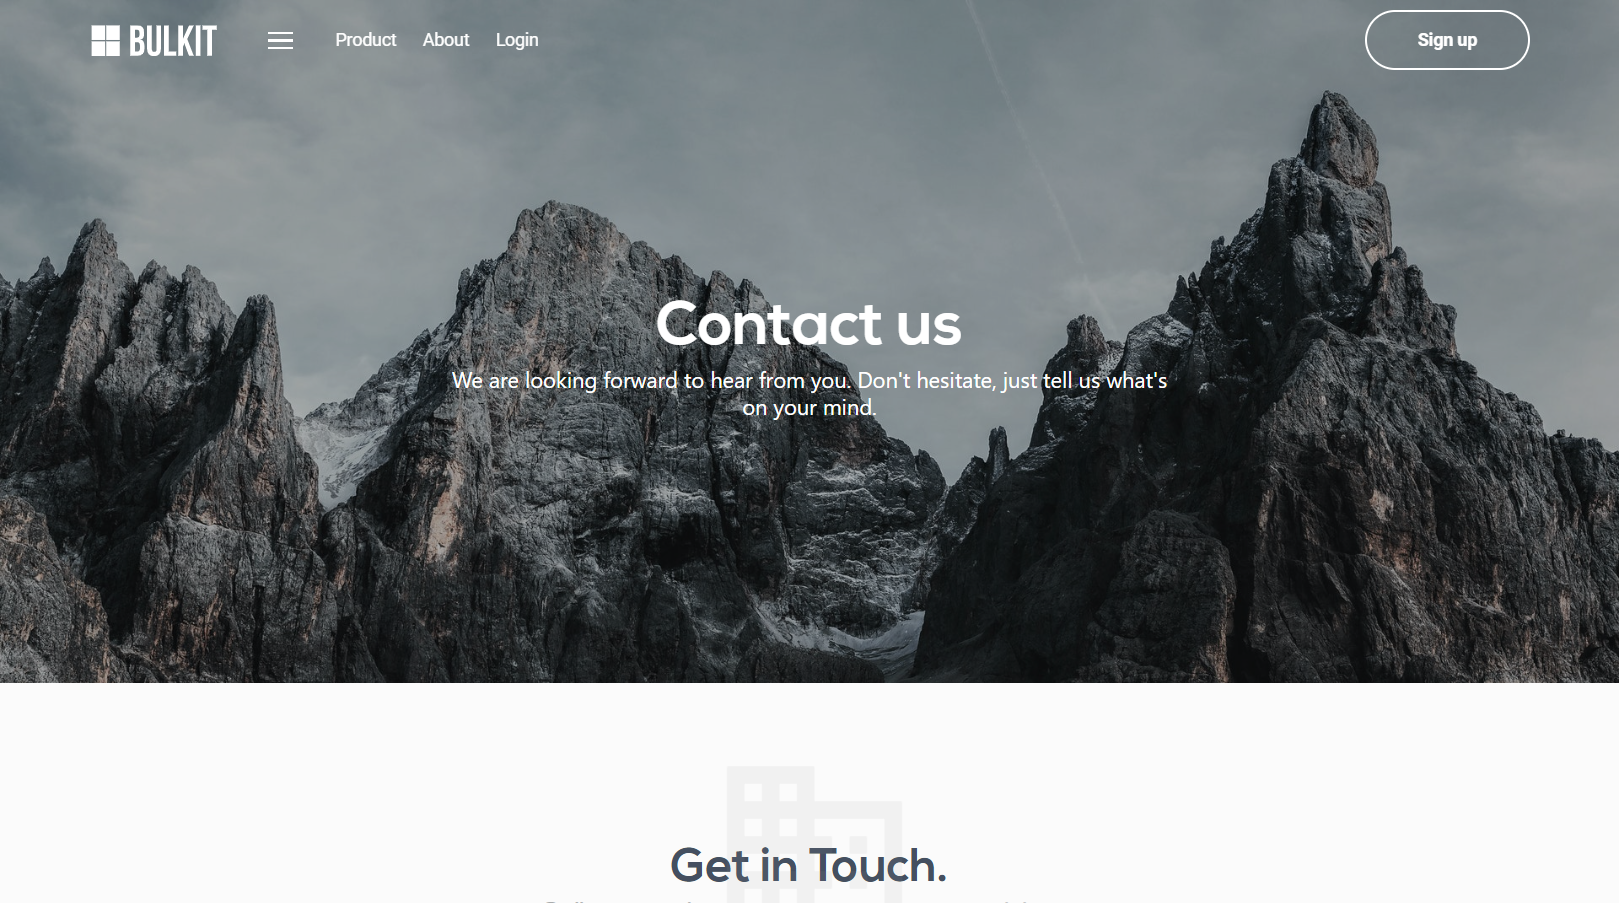 BULKIT
Product
About
Login
Sign up
Contact us
We are looking forward to hear from you. Don't hesitate, just tell us what's
on your mind.
Get in Touch.